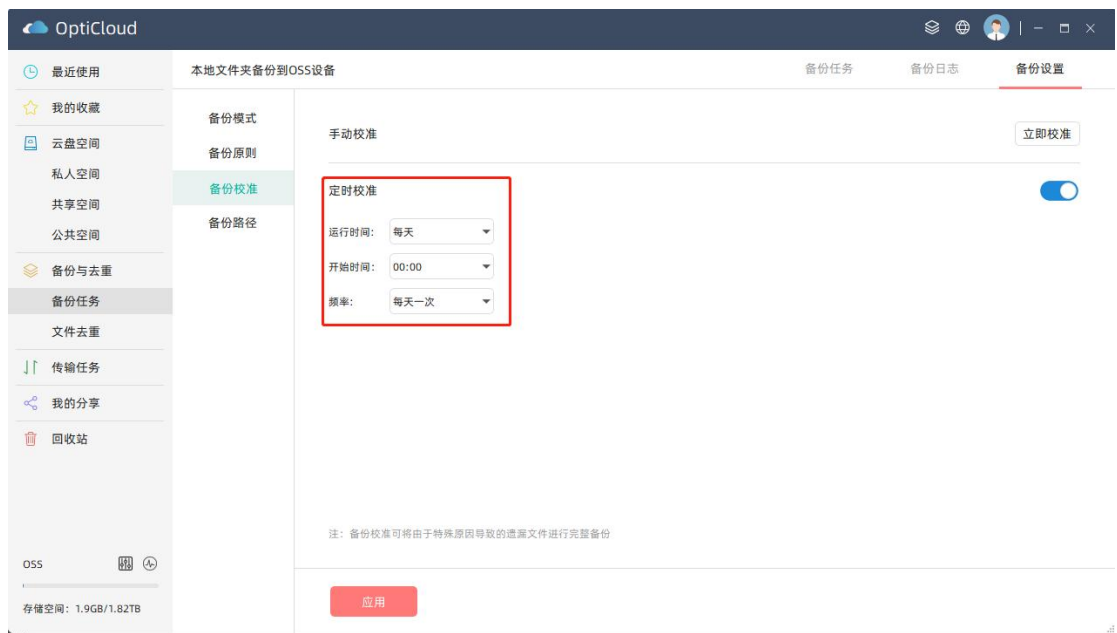 OptiCloud
最近使用
我的收藏
云盘空间
私人空间
共享空间
公共空间
备份与去重
备份任务
文件去重
传输任务
我的分享
回收站
OSS
存储空间：1.9GB/1.82TB
本地文件夹备份到OSS设备
备份任务 备份日志 备份设置
备份模式
备份原则
备份校准
备份路径
手动校准 立即校准
定时校准
运行时间： 每天
开始时间： 00:00
频率： 每天一次
注：备份校准可将由于特殊原因导致的遗漏文件进行完整备份
应用